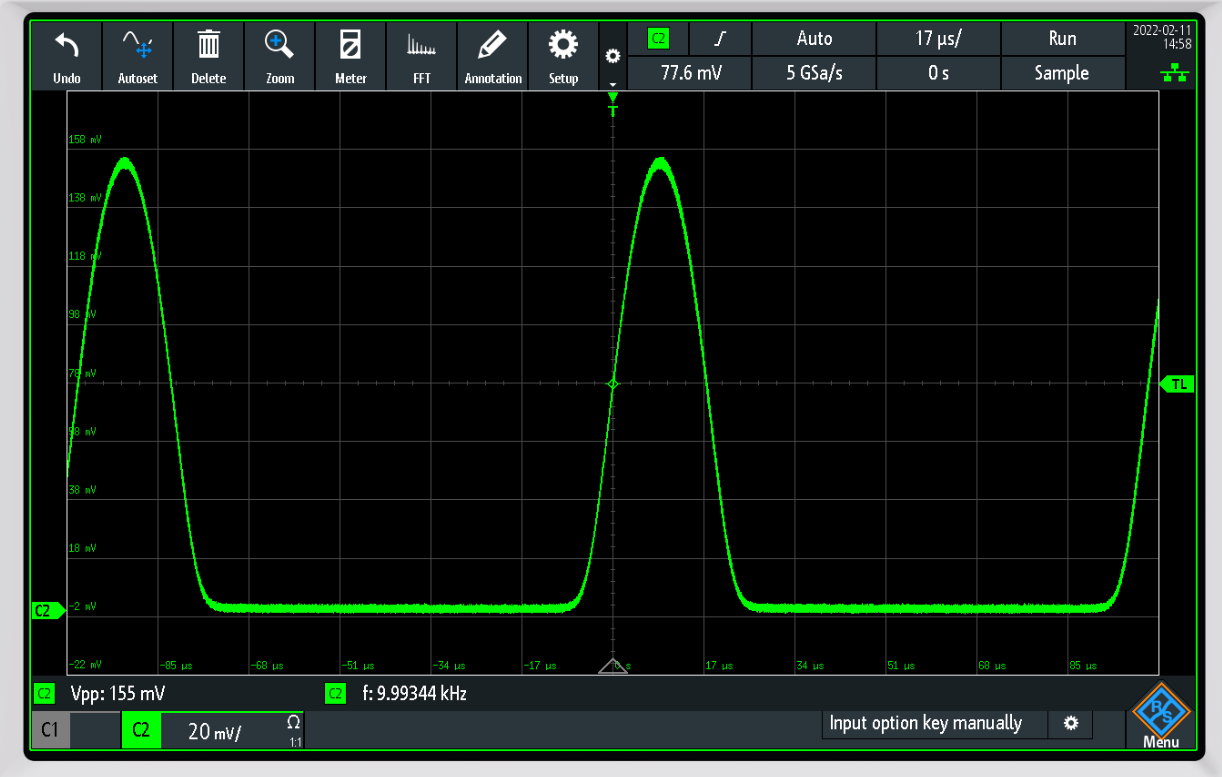 Undo
Autoset
Delete
Zoom
Meter
FFT
Annotation
Setup
C2
Auto
17 µs/
Run
2022-02-11
14:58
77.6 mV
5 GSa/s
0 s
Sample
T
158 mV
138 mV
118 mV
98 mV
78 mV
TL
58 mV
38 mV
18 mV
C2
-2 mV
-22 mV
-85 µs
-68 µs
-51 µs
-34 µs
-17 µs
0 s
17 µs
34 µs
51 µs
68 µs
85 µs
C2 Vpp: 155 mV
C2 f: 9.99344 kHz
C1
C2
20 mV/
Ω
1:1
Input option key manually
R&S
Menu